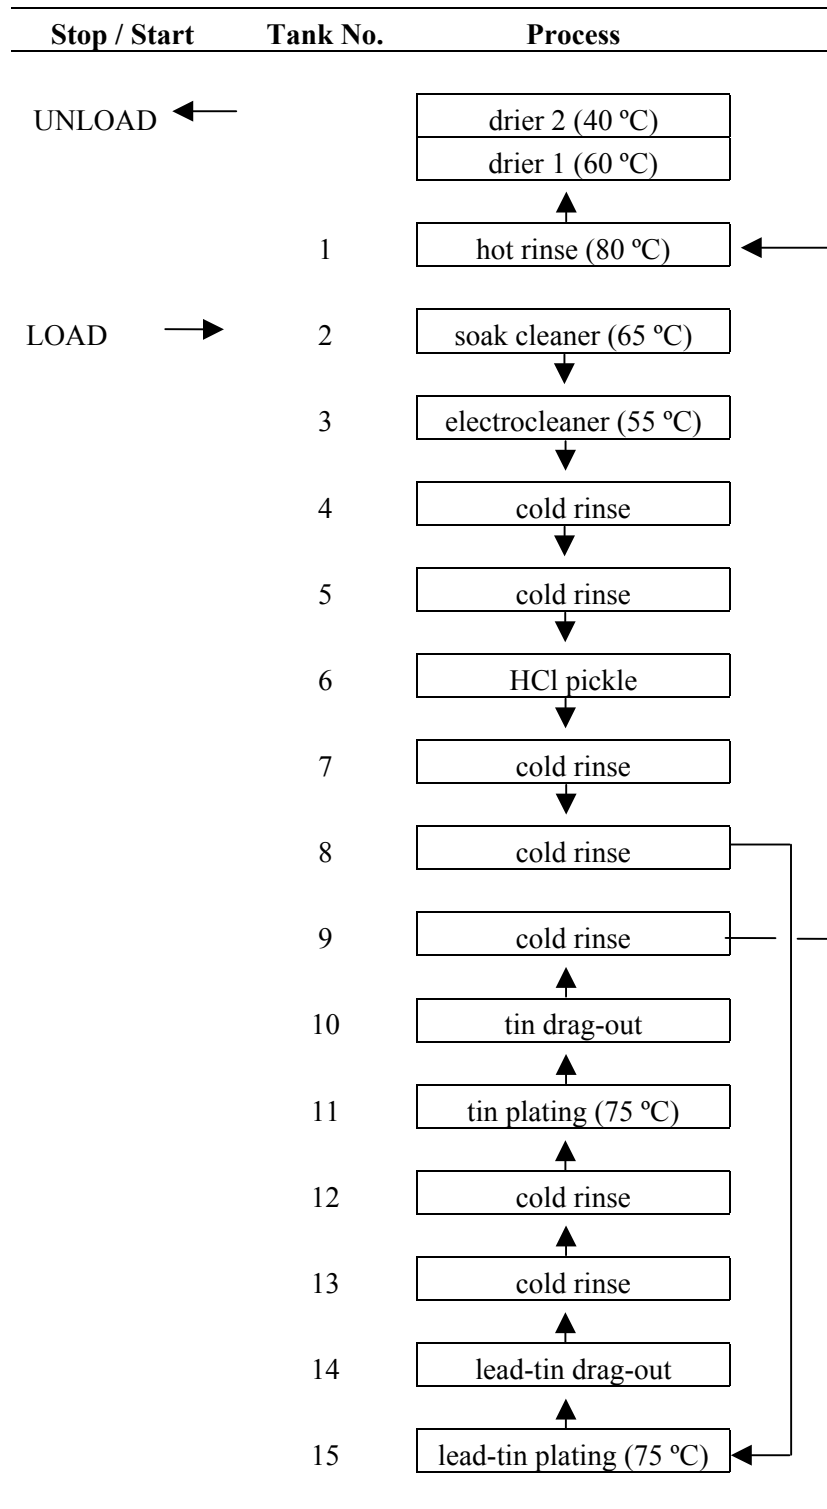 Stop / Start Tank No. Process
UNLOAD drier 2 (40 ºC)
drier 1 (60 ºC)
1 hot rinse (80 ºC)
LOAD 2 soak cleaner (65 ºC)
3 electrocleaner (55 ºC)
4 cold rinse
5 cold rinse
6 HCl pickle
7 cold rinse
8 cold rinse
9 cold rinse
10 tin drag-out
11 tin plating (75 ºC)
12 cold rinse
13 cold rinse
14 lead-tin drag-out
15 lead-tin plating (75 ºC)